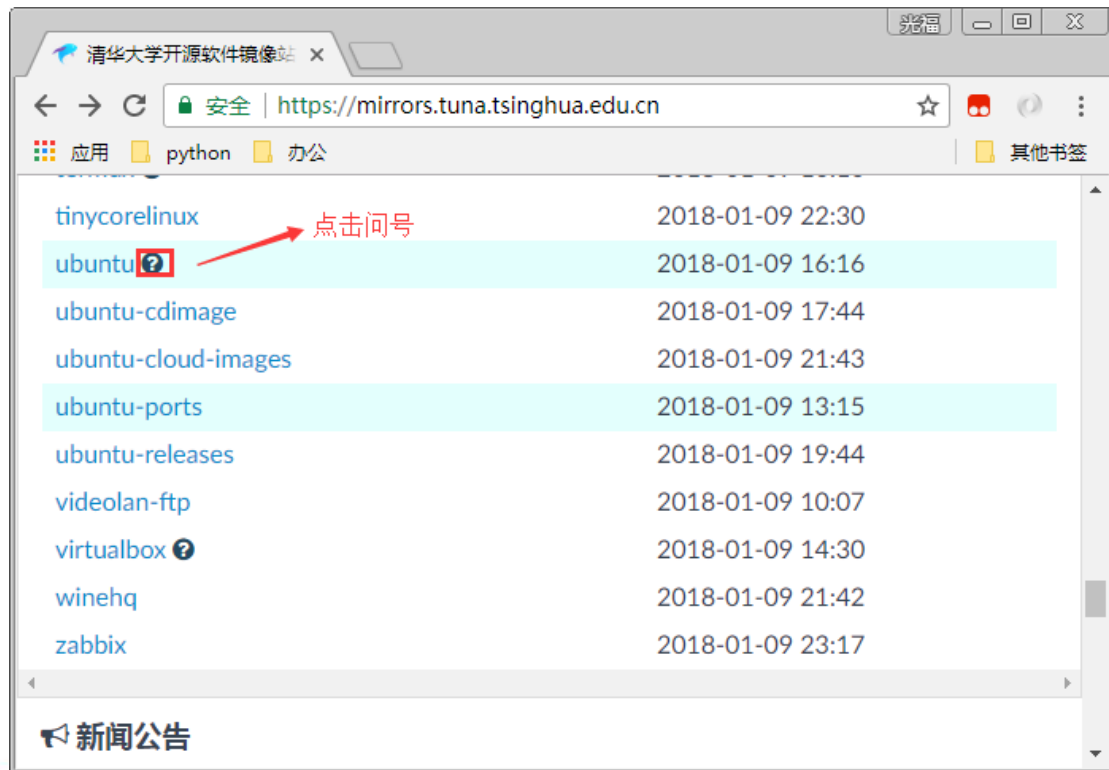 光福
清华大学开源软件镜像站
安全 | https://mirrors.tuna.tsinghua.edu.cn
应用 python 办公 其他书签
tinycorelinux 2018-01-09 22:30
点击问号
ubuntu 2018-01-09 16:16
ubuntu-cdimage 2018-01-09 17:44
ubuntu-cloud-images 2018-01-09 21:43
ubuntu-ports 2018-01-09 13:15
ubuntu-releases 2018-01-09 19:44
videolan-ftp 2018-01-09 10:07
virtualbox 2018-01-09 14:30
winehq 2018-01-09 21:42
zabbix 2018-01-09 23:17
新闻公告